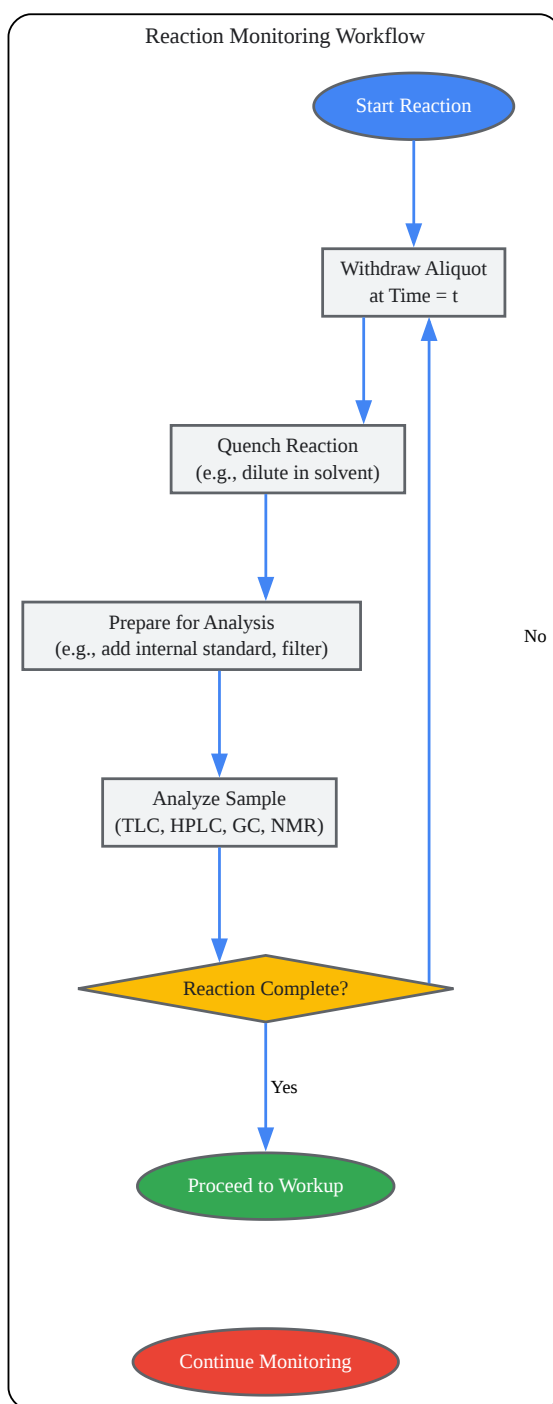 Reaction Monitoring Workflow
Start Reaction
Withdraw Aliquot
at Time = t
Quench Reaction
(e.g., dilute in solvent)
Prepare for Analysis
(e.g., add internal standard, filter)
No
Analyze Sample
(TLC, HPLC, GC, NMR)
Reaction Complete?
Yes
Proceed to Workup
Continue Monitoring